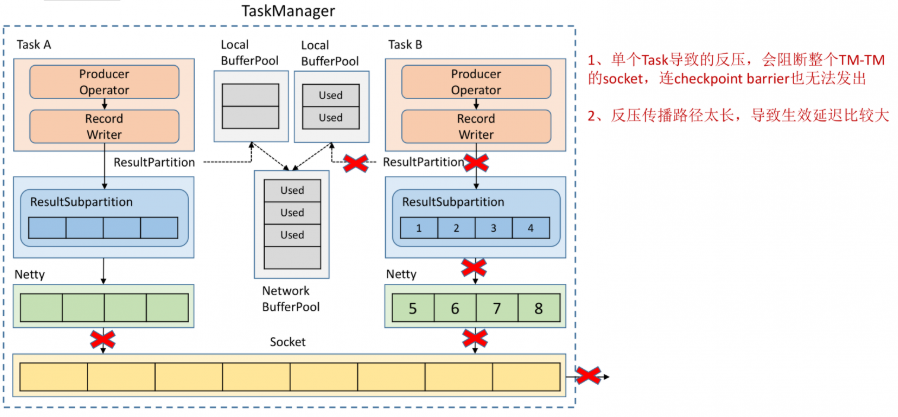 TaskManager
Task A
Local
BufferPool
Local
BufferPool
Task B
Producer
Operator
Record
Writer
Used
Used
Producer
Operator
Record
Writer
ResultPartition
ResultPartition
ResultSubpartition
Used
Used
Used
Network
BufferPool
ResultSubpartition
1 2 3 4
Netty
Netty
5 6 7 8
Socket
1、单个Task导致的反压，会阻断整个TM-TM
的socket，连checkpoint barrier也无法发出
2、反压传播路径太长，导致生效延迟比较大